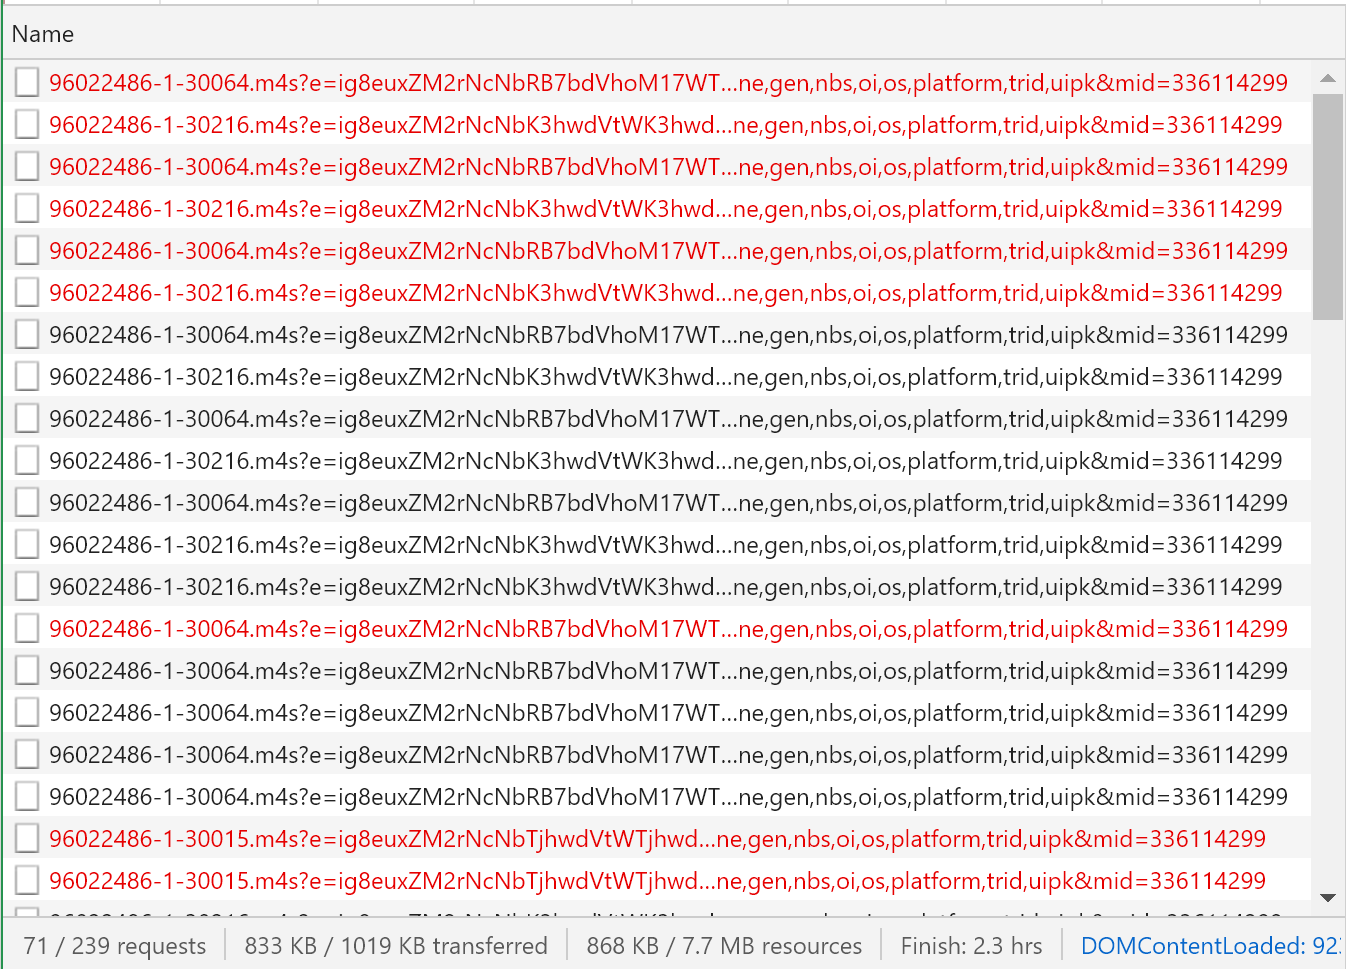 Name
96022486-1-30064.m4s?e=ig8euxZM2rNcNbRB7bdVhoM17WT...ne,gen,nbs,oi,os,platform,trid,uipk&mid=336114299
96022486-1-30216.m4s?e=ig8euxZM2rNcNbK3hwdVtWK3hwd...ne,gen,nbs,oi,os,platform,trid,uipk&mid=336114299
96022486-1-30064.m4s?e=ig8euxZM2rNcNbRB7bdVhoM17WT...ne,gen,nbs,oi,os,platform,trid,uipk&mid=336114299
96022486-1-30216.m4s?e=ig8euxZM2rNcNbK3hwdVtWK3hwd...ne,gen,nbs,oi,os,platform,trid,uipk&mid=336114299
96022486-1-30064.m4s?e=ig8euxZM2rNcNbRB7bdVhoM17WT...ne,gen,nbs,oi,os,platform,trid,uipk&mid=336114299
96022486-1-30216.m4s?e=ig8euxZM2rNcNbK3hwdVtWK3hwd...ne,gen,nbs,oi,os,platform,trid,uipk&mid=336114299
96022486-1-30064.m4s?e=ig8euxZM2rNcNbRB7bdVhoM17WT...ne,gen,nbs,oi,os,platform,trid,uipk&mid=336114299
96022486-1-30216.m4s?e=ig8euxZM2rNcNbK3hwdVtWK3hwd...ne,gen,nbs,oi,os,platform,trid,uipk&mid=336114299
96022486-1-30064.m4s?e=ig8euxZM2rNcNbRB7bdVhoM17WT...ne,gen,nbs,oi,os,platform,trid,uipk&mid=336114299
96022486-1-30216.m4s?e=ig8euxZM2rNcNbK3hwdVtWK3hwd...ne,gen,nbs,oi,os,platform,trid,uipk&mid=336114299
96022486-1-30064.m4s?e=ig8euxZM2rNcNbRB7bdVhoM17WT...ne,gen,nbs,oi,os,platform,trid,uipk&mid=336114299
96022486-1-30216.m4s?e=ig8euxZM2rNcNbK3hwdVtWK3hwd...ne,gen,nbs,oi,os,platform,trid,uipk&mid=336114299
96022486-1-30216.m4s?e=ig8euxZM2rNcNbK3hwdVtWK3hwd...ne,gen,nbs,oi,os,platform,trid,uipk&mid=336114299
96022486-1-30064.m4s?e=ig8euxZM2rNcNbRB7bdVhoM17WT...ne,gen,nbs,oi,os,platform,trid,uipk&mid=336114299
96022486-1-30064.m4s?e=ig8euxZM2rNcNbRB7bdVhoM17WT...ne,gen,nbs,oi,os,platform,trid,uipk&mid=336114299
96022486-1-30064.m4s?e=ig8euxZM2rNcNbRB7bdVhoM17WT...ne,gen,nbs,oi,os,platform,trid,uipk&mid=336114299
96022486-1-30064.m4s?e=ig8euxZM2rNcNbRB7bdVhoM17WT...ne,gen,nbs,oi,os,platform,trid,uipk&mid=336114299
96022486-1-30064.m4s?e=ig8euxZM2rNcNbRB7bdVhoM17WT...ne,gen,nbs,oi,os,platform,trid,uipk&mid=336114299
96022486-1-30015.m4s?e=ig8euxZM2rNcNbTjhwdVtWTjhwd...ne,gen,nbs,oi,os,platform,trid,uipk&mid=336114299
96022486-1-30015.m4s?e=ig8euxZM2rNcNbTjhwdVtWTjhwd...ne,gen,nbs,oi,os,platform,trid,uipk&mid=336114299
71 / 239 requests 833 KB / 1019 KB transferred 868 KB / 7.7 MB resources Finish: 2.3 hrs DOMContentLoaded: 92